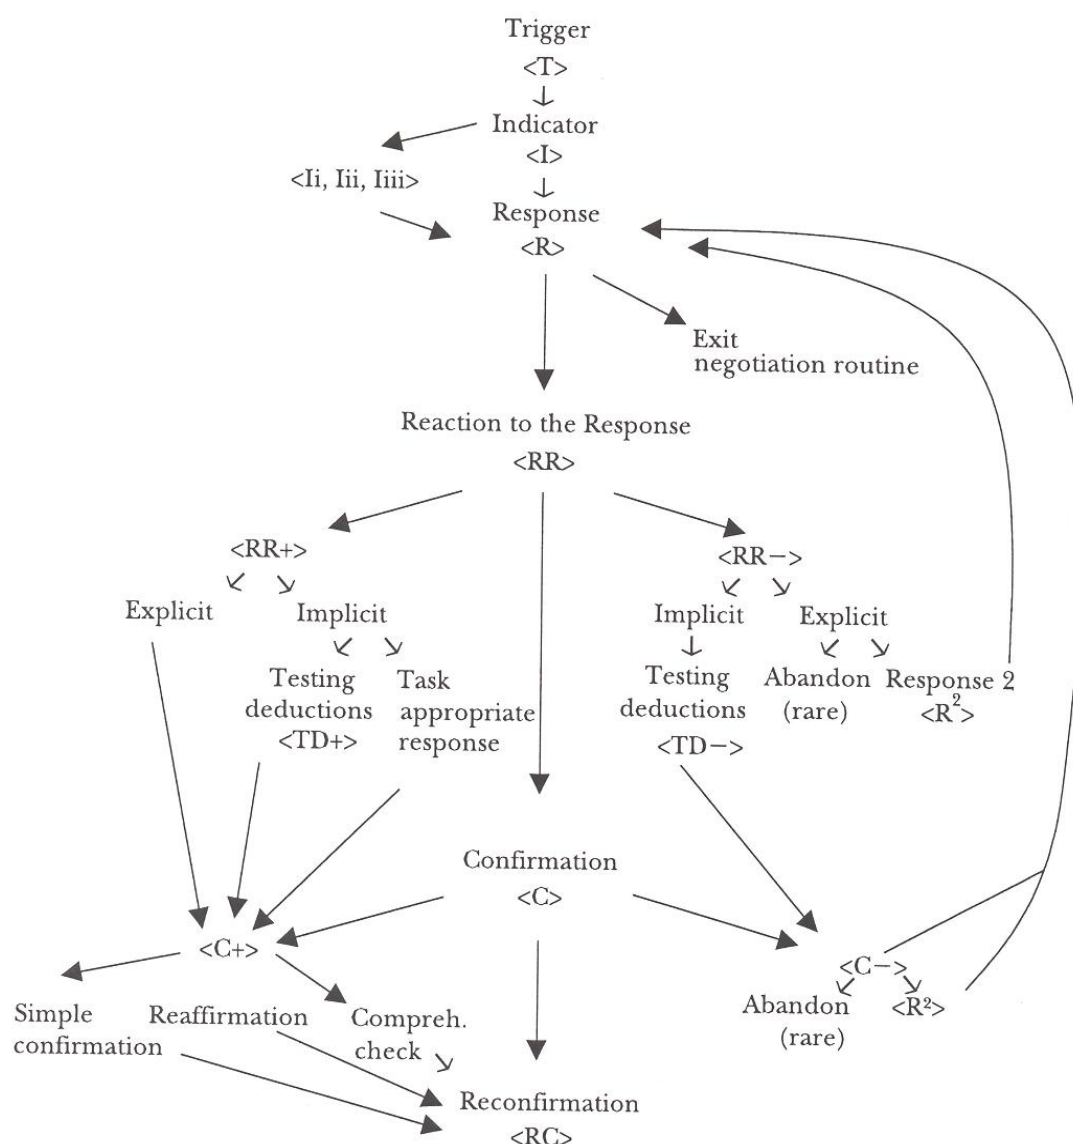 Trigger
<T>
Indicator
<I>
<Ii, Iii, Iiii>
Response
<R>
Exit
negotiation routine
Reaction to the Response
<RR>
<RR+>
Explicit
Implicit
Testing
deductions
<TD+>
Task
appropriate
response
<RR−>
Implicit
Explicit
Testing
deductions
<TD−>
Abandon
(rare)
Response 2
<R²>
Confirmation
<C>
<C+>
Simple
confirmation
Reaffirmation
Compreh.
check
<C−>
Abandon
(rare)
<R²>
Reconfirmation
<RC>